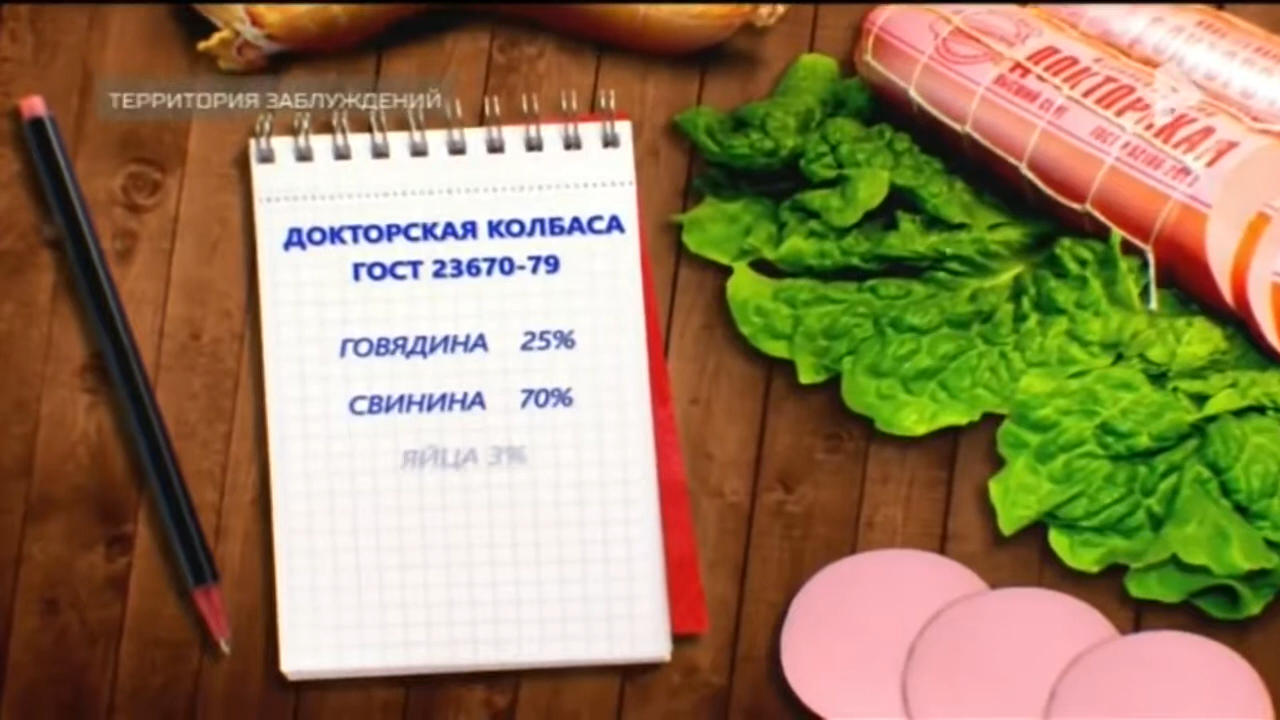 ТЕРРИТОРИЯ ЗАБЛУЖДЕНИЙ
ДОКТОРСКАЯ
ДОКТОРСКАЯ КОЛБАСА
ГОСТ 23670-79
ГОВЯДИНА 25%
СВИНИНА 70%
ЯЙЦА 3%